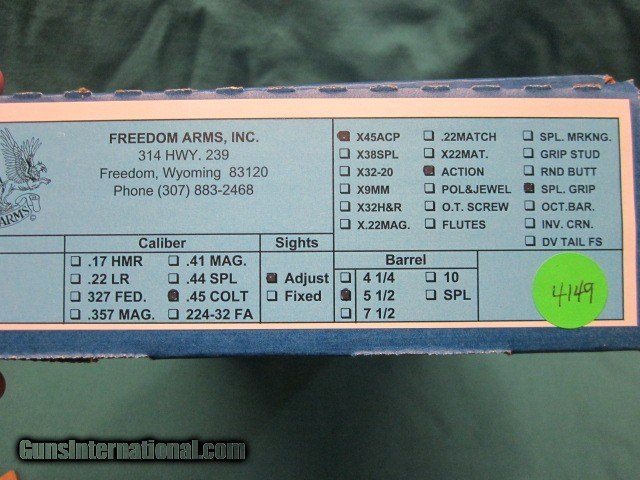 FREEDOM ARMS, INC.
314 HWY. 239
Freedom, Wyoming 83120
Phone (307) 883-2468
ARMS
X45ACP
X38SPL
X32-20
X9MM
X32H&R
X.22MAG.
.22MATCH
X22MAT.
ACTION
POL&JEWEL
O.T. SCREW
FLUTES
SPL. MRKNG.
GRIP STUD
RND BUTT
SPL. GRIP
OCT.BAR.
INV. CRN.
DV TAIL FS
Caliber
.17 HMR
.22 LR
327 FED.
.357 MAG.
.41 MAG.
.44 SPL
.45 COLT
224-32 FA
Sights
Adjust
Fixed
Barrel
4 1/4
5 1/2
7 1/2
10
SPL
4149
GunsInternational.com